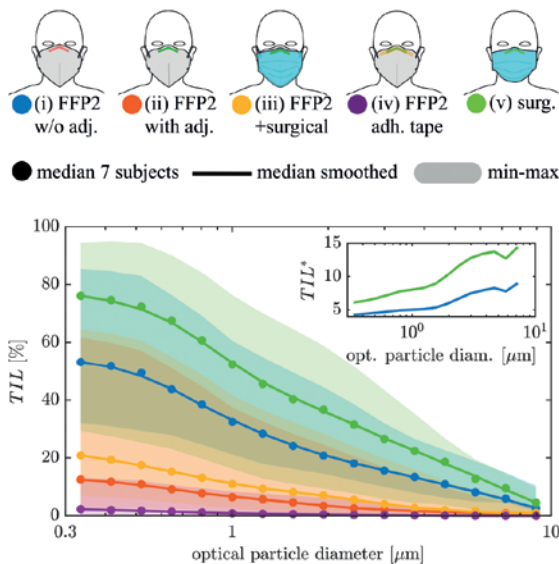 (i) FFP2 w/o adj.
(ii) FFP2 with adj.
(iii) FFP2 +surgical
(iv) FFP2 adh. tape
(v) surg.
median 7 subjects
median smoothed
min-max
100
80
60
40
20
0
TIL [%]
0.3
1
10
optical particle diameter [μm]
15
10
5
TIL*
10⁰
10¹
opt. particle diam. [μm]